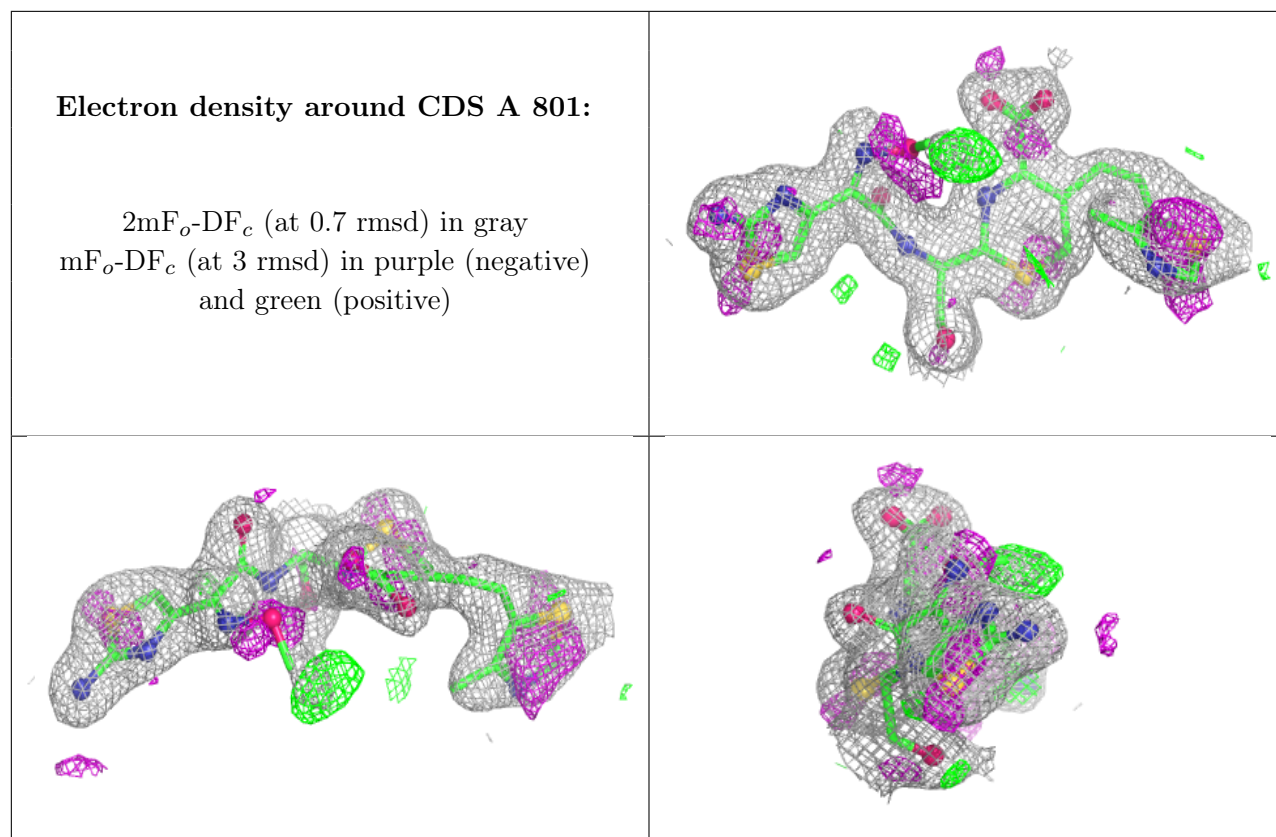 Electron density around CDS A 801:
2mFo-DFc (at 0.7 rmsd) in gray
mFo-DFc (at 3 rmsd) in purple (negative)
and green (positive)